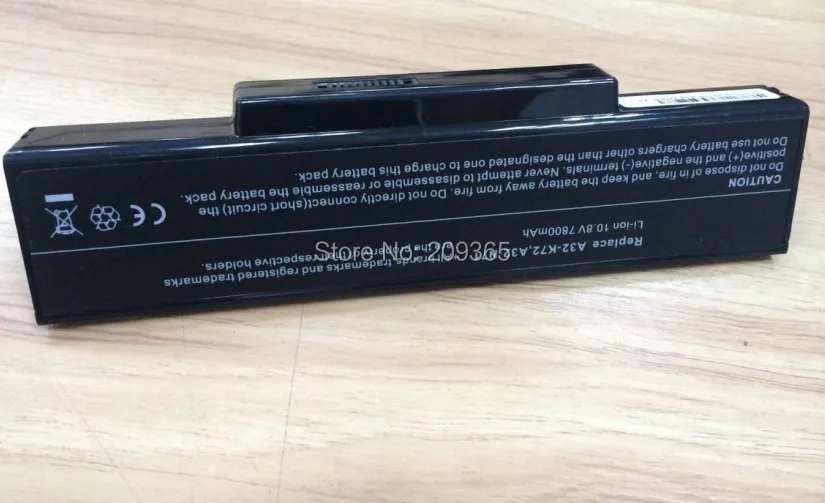 CAUTION
Do not dispose of in fire, and keep the battery away from fire. Do not directly connect(short circuit) the
positive(+) and the negative(-) terminals. Never attempt to disassemble or reassemble the battery pack.
Do not use battery chargers other than the designated one to charge this battery pack.
Replace A32-K72,
Li-ion 10.8V 7800mAh
trademarks and registered trademarks
respective holders.
CE
Store No: 209365